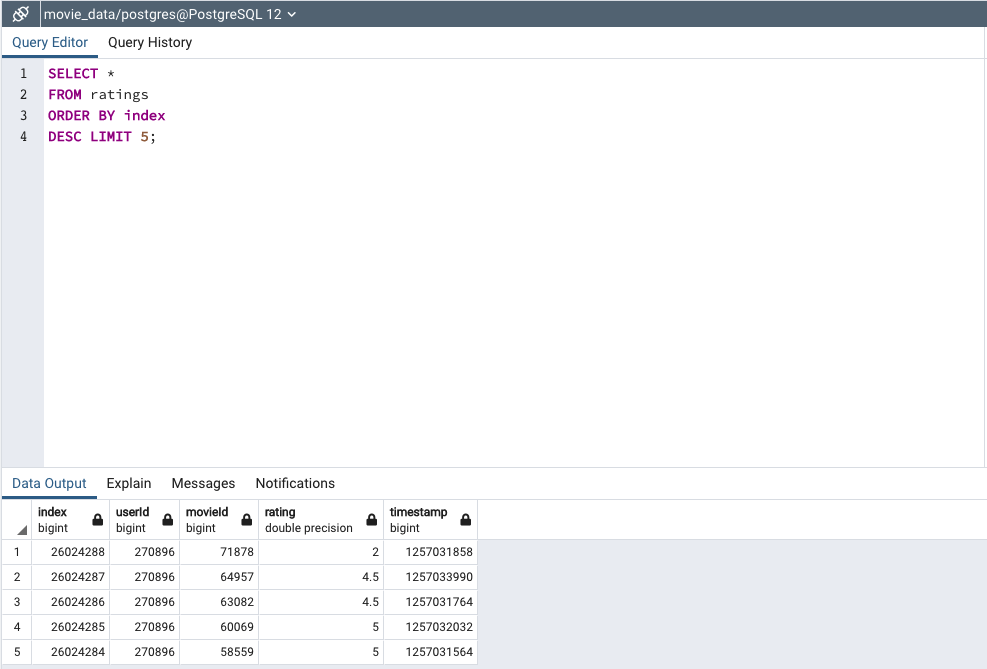 movie_data/postgres@PostgreSQL 12
Query Editor Query History
1 SELECT *
2 FROM ratings
3 ORDER BY index
4 DESC LIMIT 5;
Data Output Explain Messages Notifications
index userId movieId rating timestamp
bigint bigint bigint double precision bigint
1 26024288 270896 71878 2 1257031858
2 26024287 270896 64957 4.5 1257033990
3 26024286 270896 63082 4.5 1257031764
4 26024285 270896 60069 5 1257032032
5 26024284 270896 58559 5 1257031564